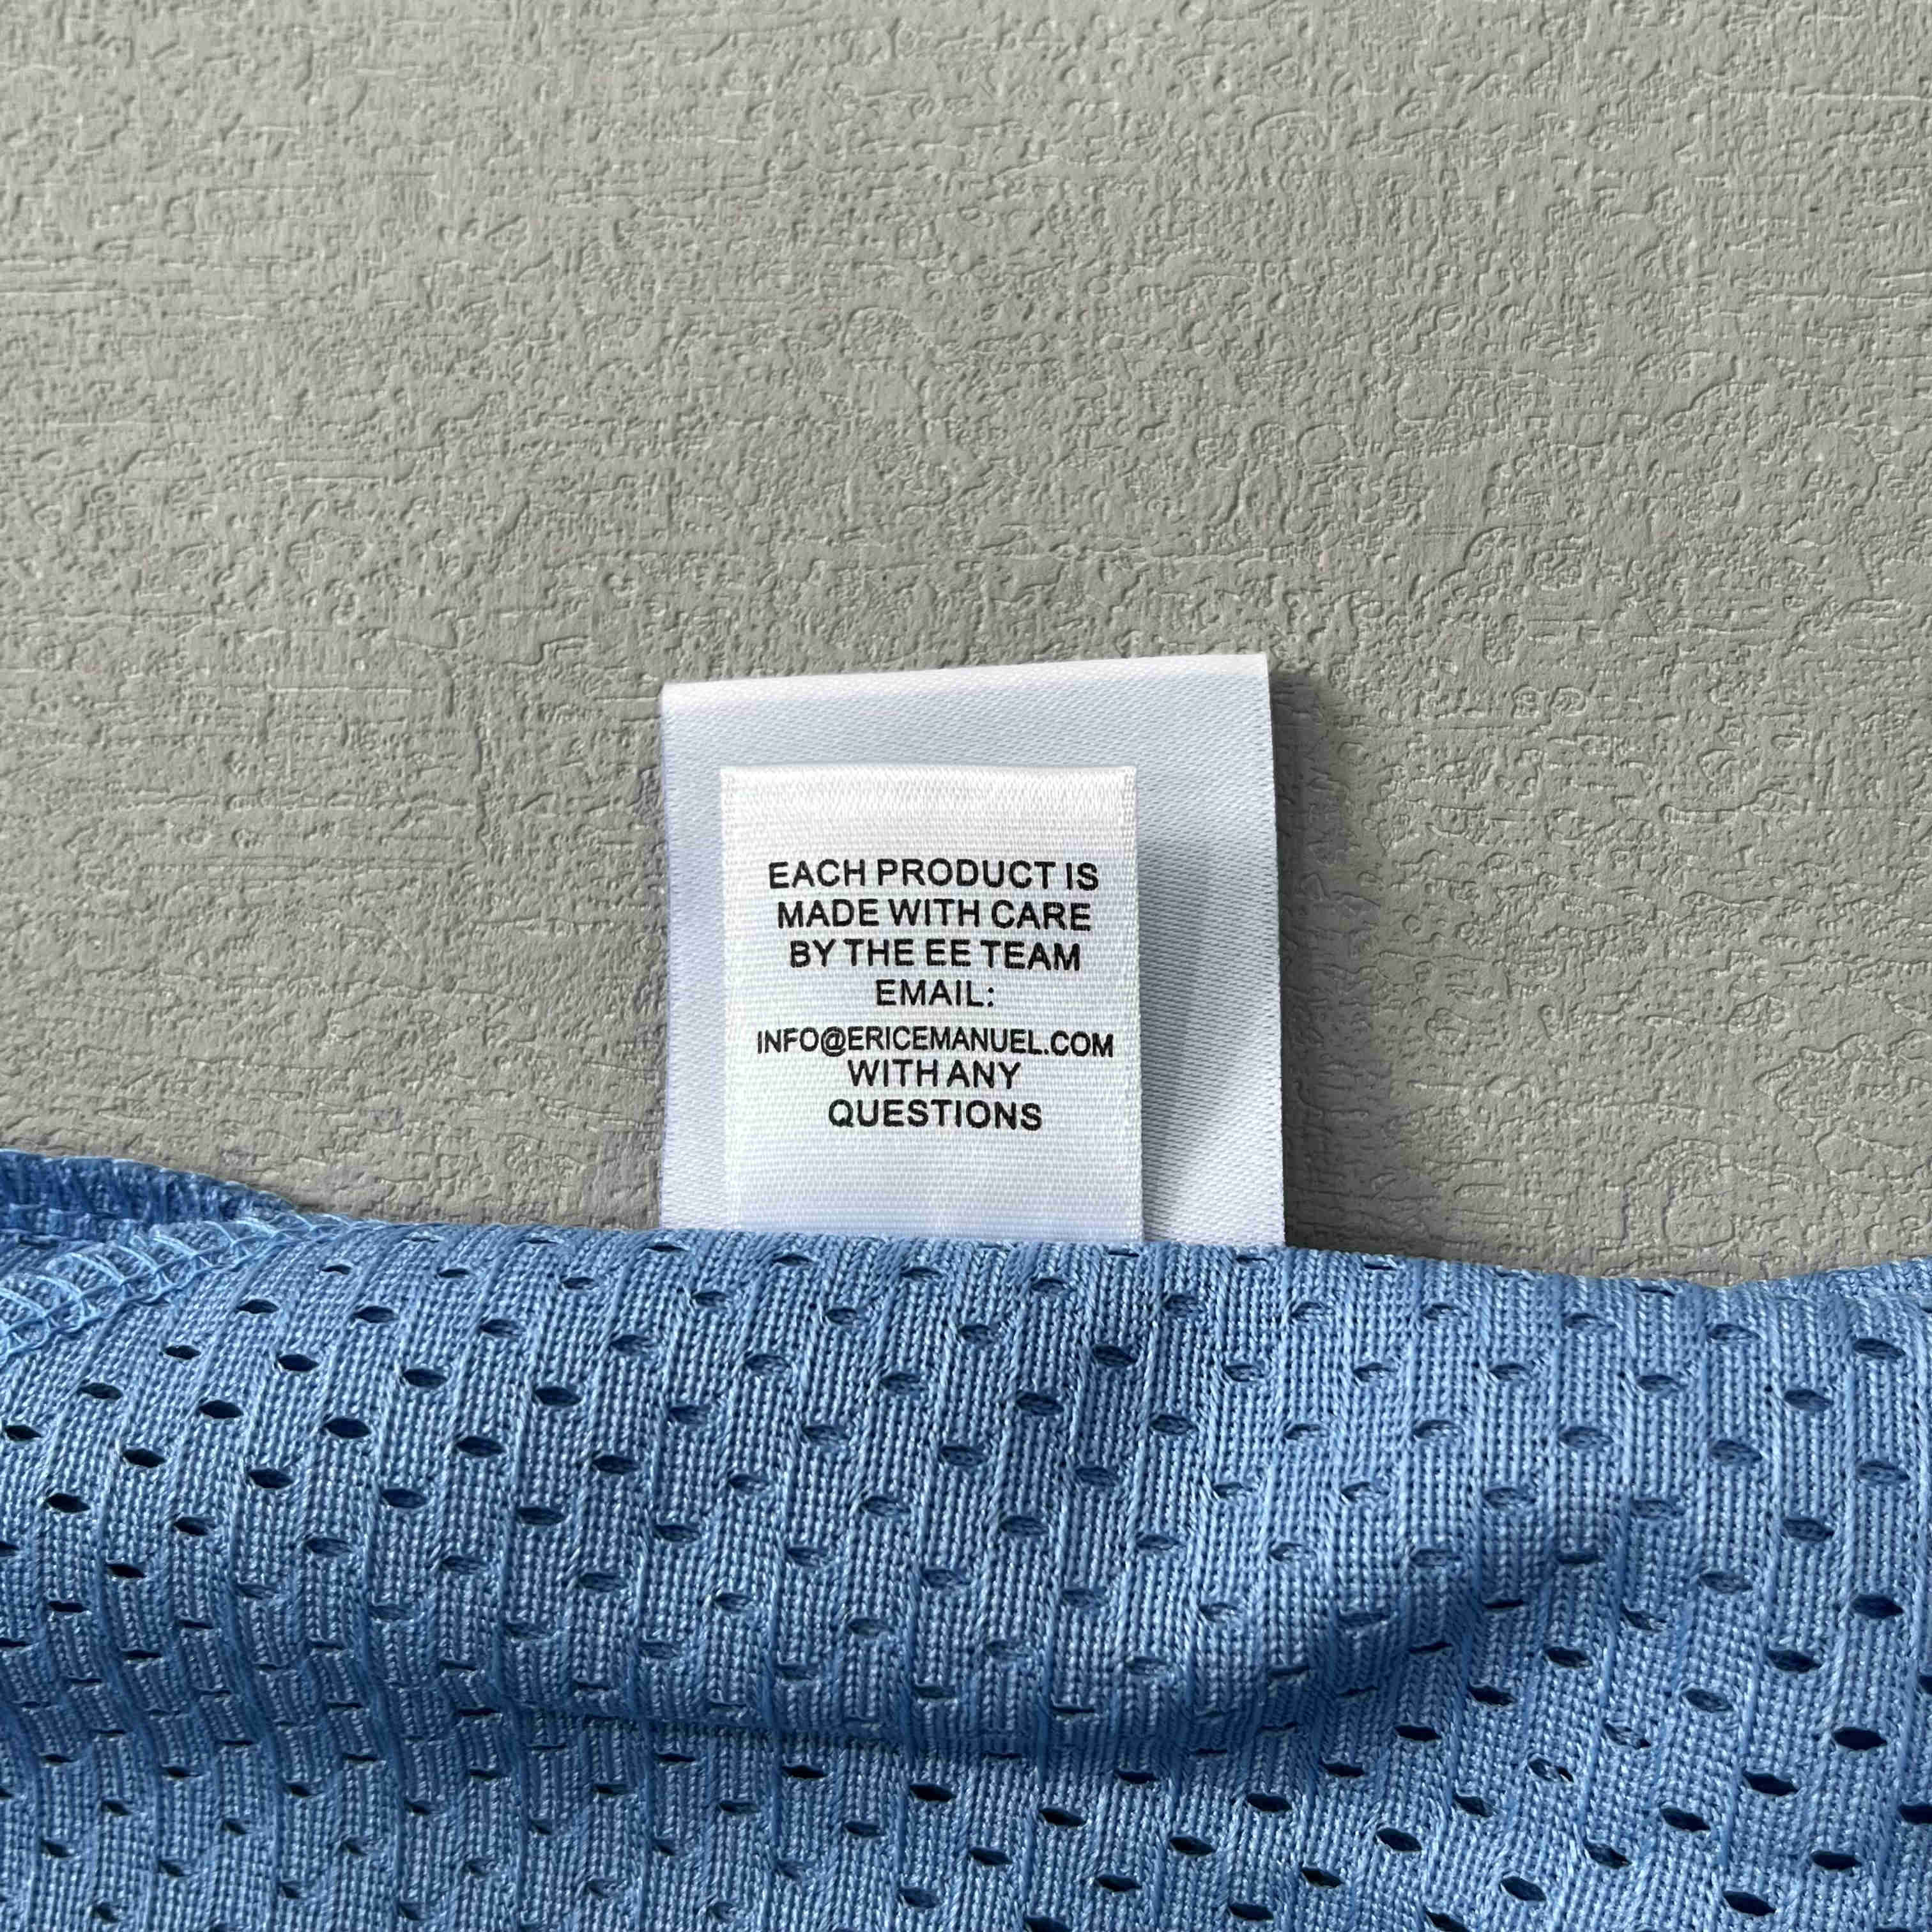 EACH PRODUCT IS
MADE WITH CARE
BY THE EE TEAM
EMAIL:
INFO@ERICEMANUEL.COM
WITH ANY
QUESTIONS